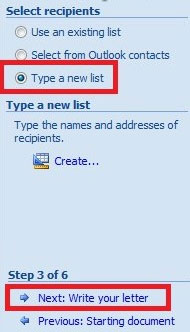 Select recipients
Use an existing list
Select from Outlook contacts
Type a new list
Type a new list
Type the names and addresses of
recipients.
Create...
Step 3 of 6
Next: Write your letter
Previous: Starting document